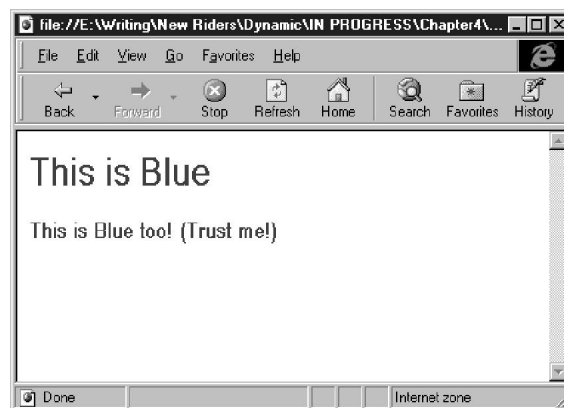 file://E:\Writing\New Riders\Dynamic\IN PROGRESS\Chapter4\...
File Edit View Go Favorites Help
Back Forward Stop Refresh Home Search Favorites History
This is Blue
This is Blue too! (Trust me!)
Done Internet zone